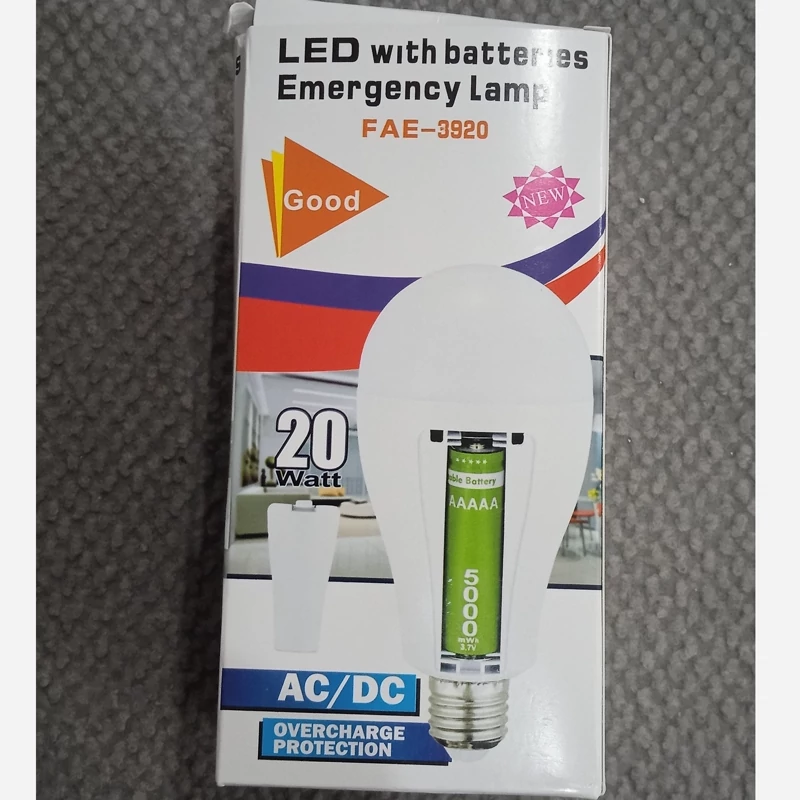 LED with batteries
Emergency Lamp
FAE-3920
Good
NEW
20
Watt
Battery
AAAAA
5000
mWh
3.7V
AC/DC
OVERCHARGE
PROTECTION